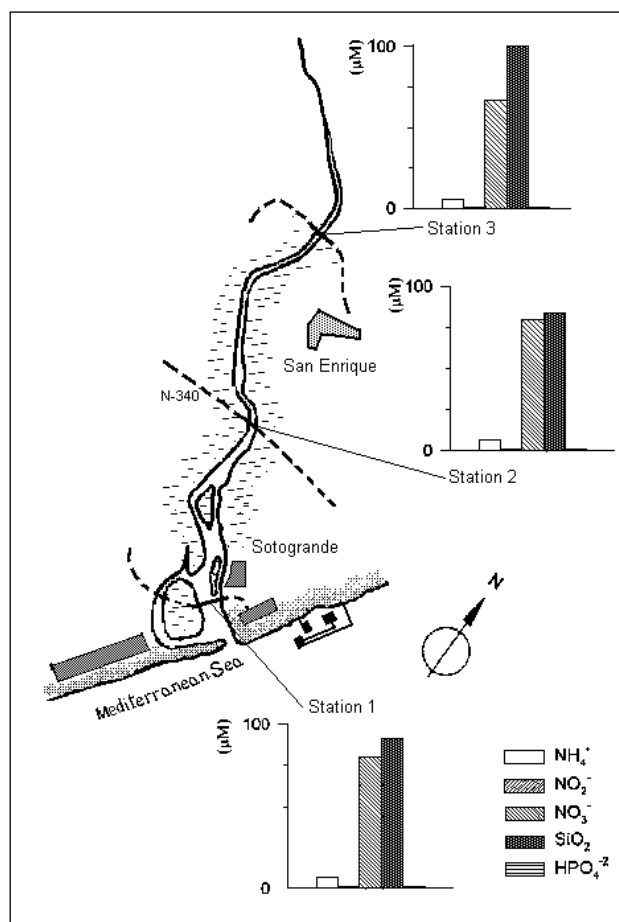 100
(µM)
0
Station 3
100
(µM)
0
San Enrique
N-340
Station 2
Sotogrande
N
Mediterranean Sea
Station 1
100
(µM)
0
NH₄⁺
NO₂⁻
NO₃⁻
SiO₂
HPO₄⁻²